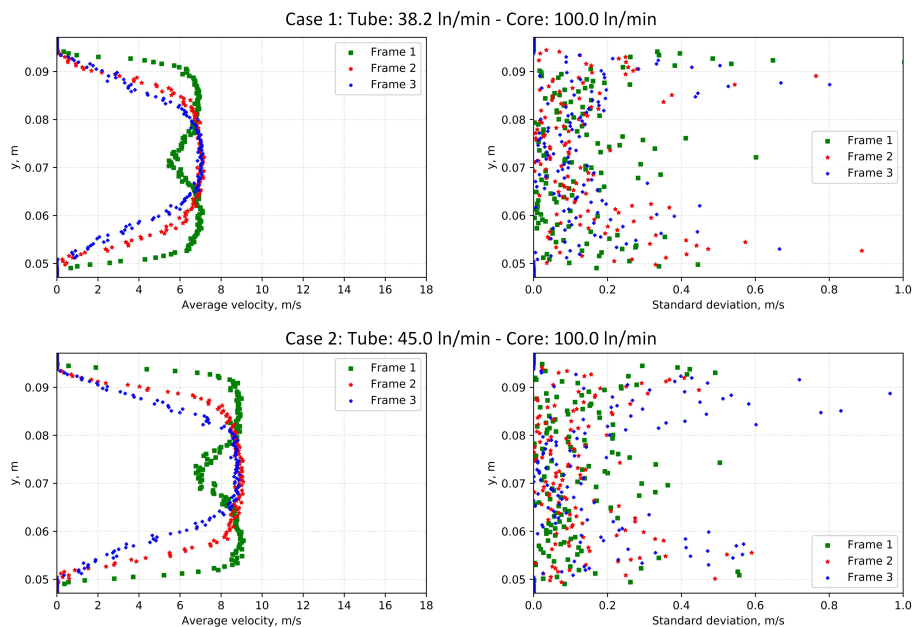 Case 1: Tube: 38.2 ln/min - Core: 100.0 ln/min
Frame 1
Frame 2
Frame 3
0.09
0.08
0.07
0.06
0.05
y, m
0 2 4 6 8 10 12 14 16 18
Average velocity, m/s
Frame 1
Frame 2
Frame 3
0.09
0.08
0.07
0.06
0.05
y, m
0.0 0.2 0.4 0.6 0.8 1.0
Standard deviation, m/s
Case 2: Tube: 45.0 ln/min - Core: 100.0 ln/min
Frame 1
Frame 2
Frame 3
0.09
0.08
0.07
0.06
0.05
y, m
0 2 4 6 8 10 12 14 16 18
Average velocity, m/s
0.09
0.08
0.07
0.06
0.05
y, m
Frame 1
Frame 2
Frame 3
0.0 0.2 0.4 0.6 0.8 1.0
Standard deviation, m/s